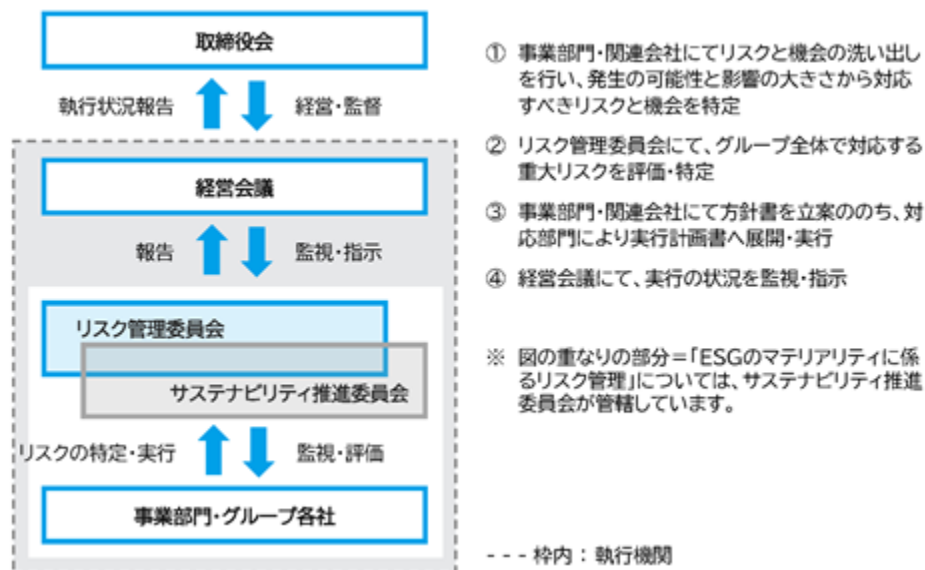 取締役会
執行状況報告
経営・監督
経営会議
報告
監視・指示
リスク管理委員会
サステナビリティ推進委員会
リスクの特定・実行
監視・評価
事業部門・グループ各社
① 事業部門・関連会社にてリスクと機会の洗い出し
を行い、発生の可能性と影響の大きさから対応
すべきリスクと機会を特定
② リスク管理委員会にて、グループ全体で対応する
重大リスクを評価・特定
③ 事業部門・関連会社にて方針書を立案ののち、対
応部門により実行計画書へ展開・実行
④ 経営会議にて、実行の状況を監視・指示
※ 図の重なりの部分＝「ESGのマテリアリティに係
るリスク管理」については、サステナビリティ推進
委員会が管轄しています。
- - - 枠内：執行機関